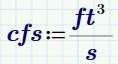 cfs := ft³/s